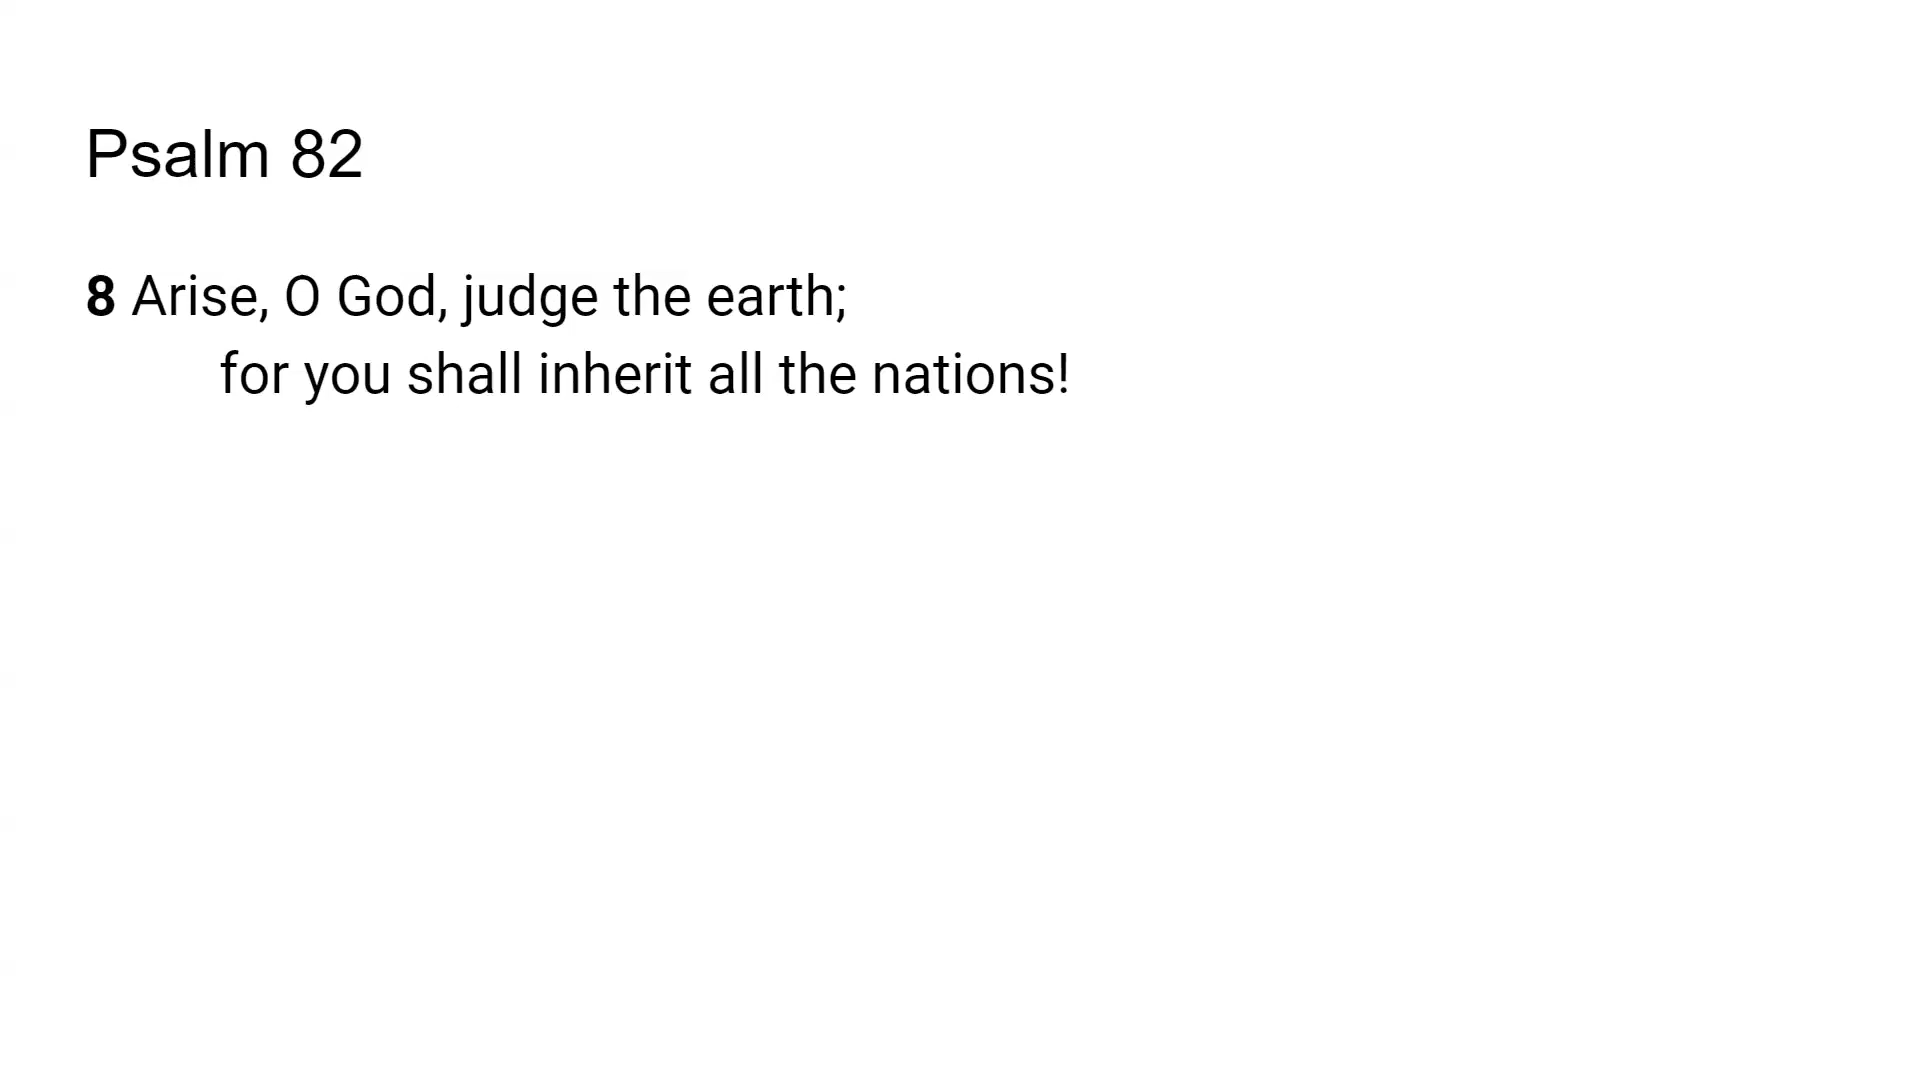 Psalm 82
8 Arise, O God, judge the earth;
for you shall inherit all the nations!